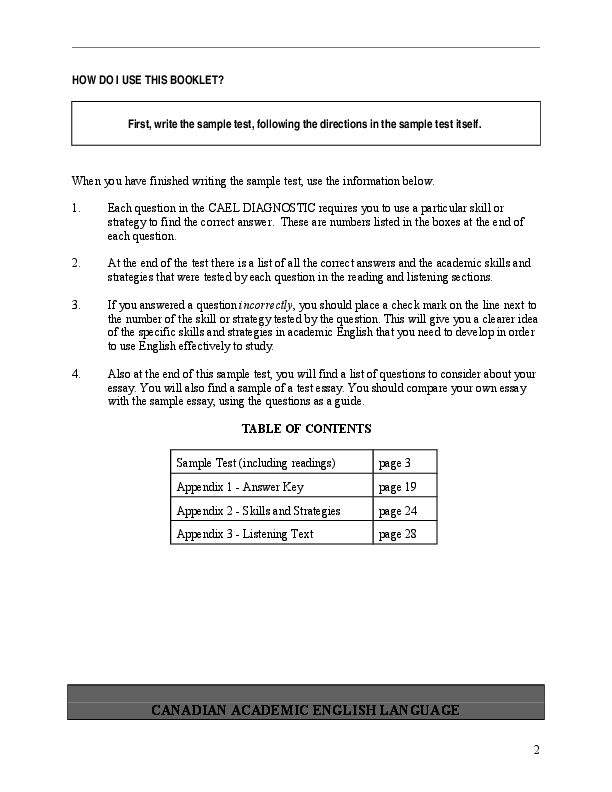 HOW DO I USE THIS BOOKLET?
First, write the sample test, following the directions in the sample test itself.
When you have finished writing the sample test, use the information below.
1. Each question in the CAEL DIAGNOSTIC requires you to use a particular skill or
strategy to find the correct answer.  These are numbers listed in the boxes at the end of
each question.
2. At the end of the test there is a list of all the correct answers and the academic skills and
strategies that were tested by each question in the reading and listening sections.
3. If you answered a question incorrectly, you should place a check mark on the line next to
the number of the skill or strategy tested by the question. This will give you a clearer idea
of the specific skills and strategies in academic English that you need to develop in order
to use English effectively to study.
4. Also at the end of this sample test, you will find a list of questions to consider about your
essay. You will also find a sample of a test essay. You should compare your own essay
with the sample essay, using the questions as a guide.
TABLE OF CONTENTS
Sample Test (including readings) page 3
Appendix 1 - Answer Key page 19
Appendix 2 - Skills and Strategies page 24
Appendix 3 - Listening Text page 28
CANADIAN ACADEMIC ENGLISH LANGUAGE
2